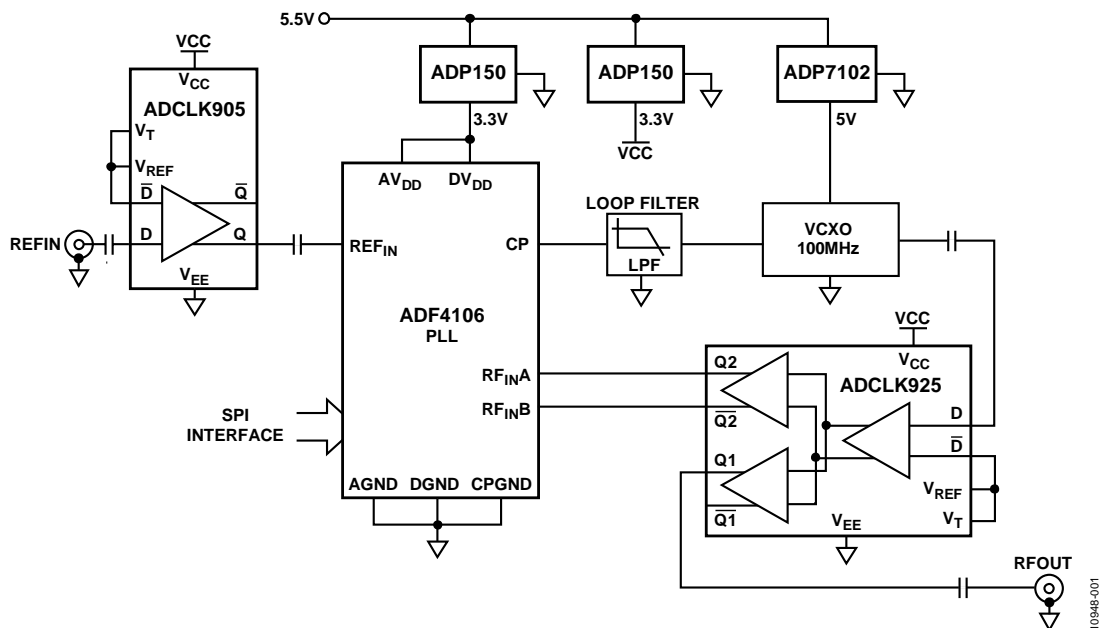 5.5V
VCC
VCC
ADCLK905
VT
VREF
D
Q
REFIN
D
Q
VEE
ADP150
3.3V
ADP150
3.3V
VCC
ADP7102
5V
AVDD
DVDD
REFIN
CP
ADF4106
PLL
RFINA
RFINB
SPI
INTERFACE
AGND
DGND
CPGND
LOOP FILTER
LPF
VCXO
100MHz
VCC
VCC
ADCLK925
Q2
Q2
Q1
Q1
D
D
VREF
VT
VEE
RFOUT
10948-001